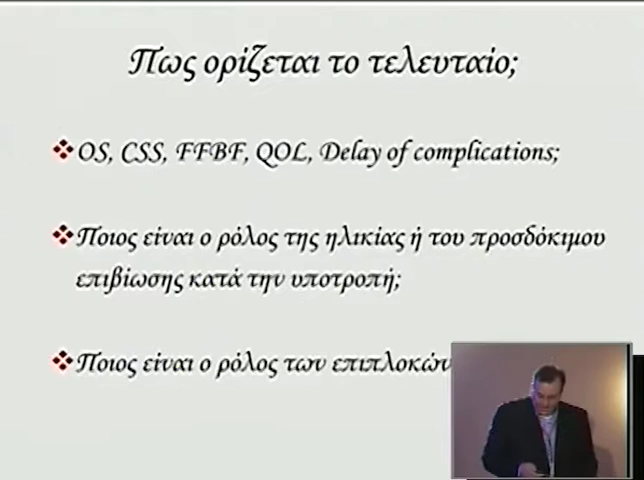 Πως ορίζεται το τελευταίο;
OS, CSS, FFBF, QOL, Delay of complications;
Ποιος είναι ο ρόλος της ηλικίας ή του προσδόκιμου
επιβίωσης κατά την υποτροπή;
Ποιος είναι ο ρόλος των επιπλοκών